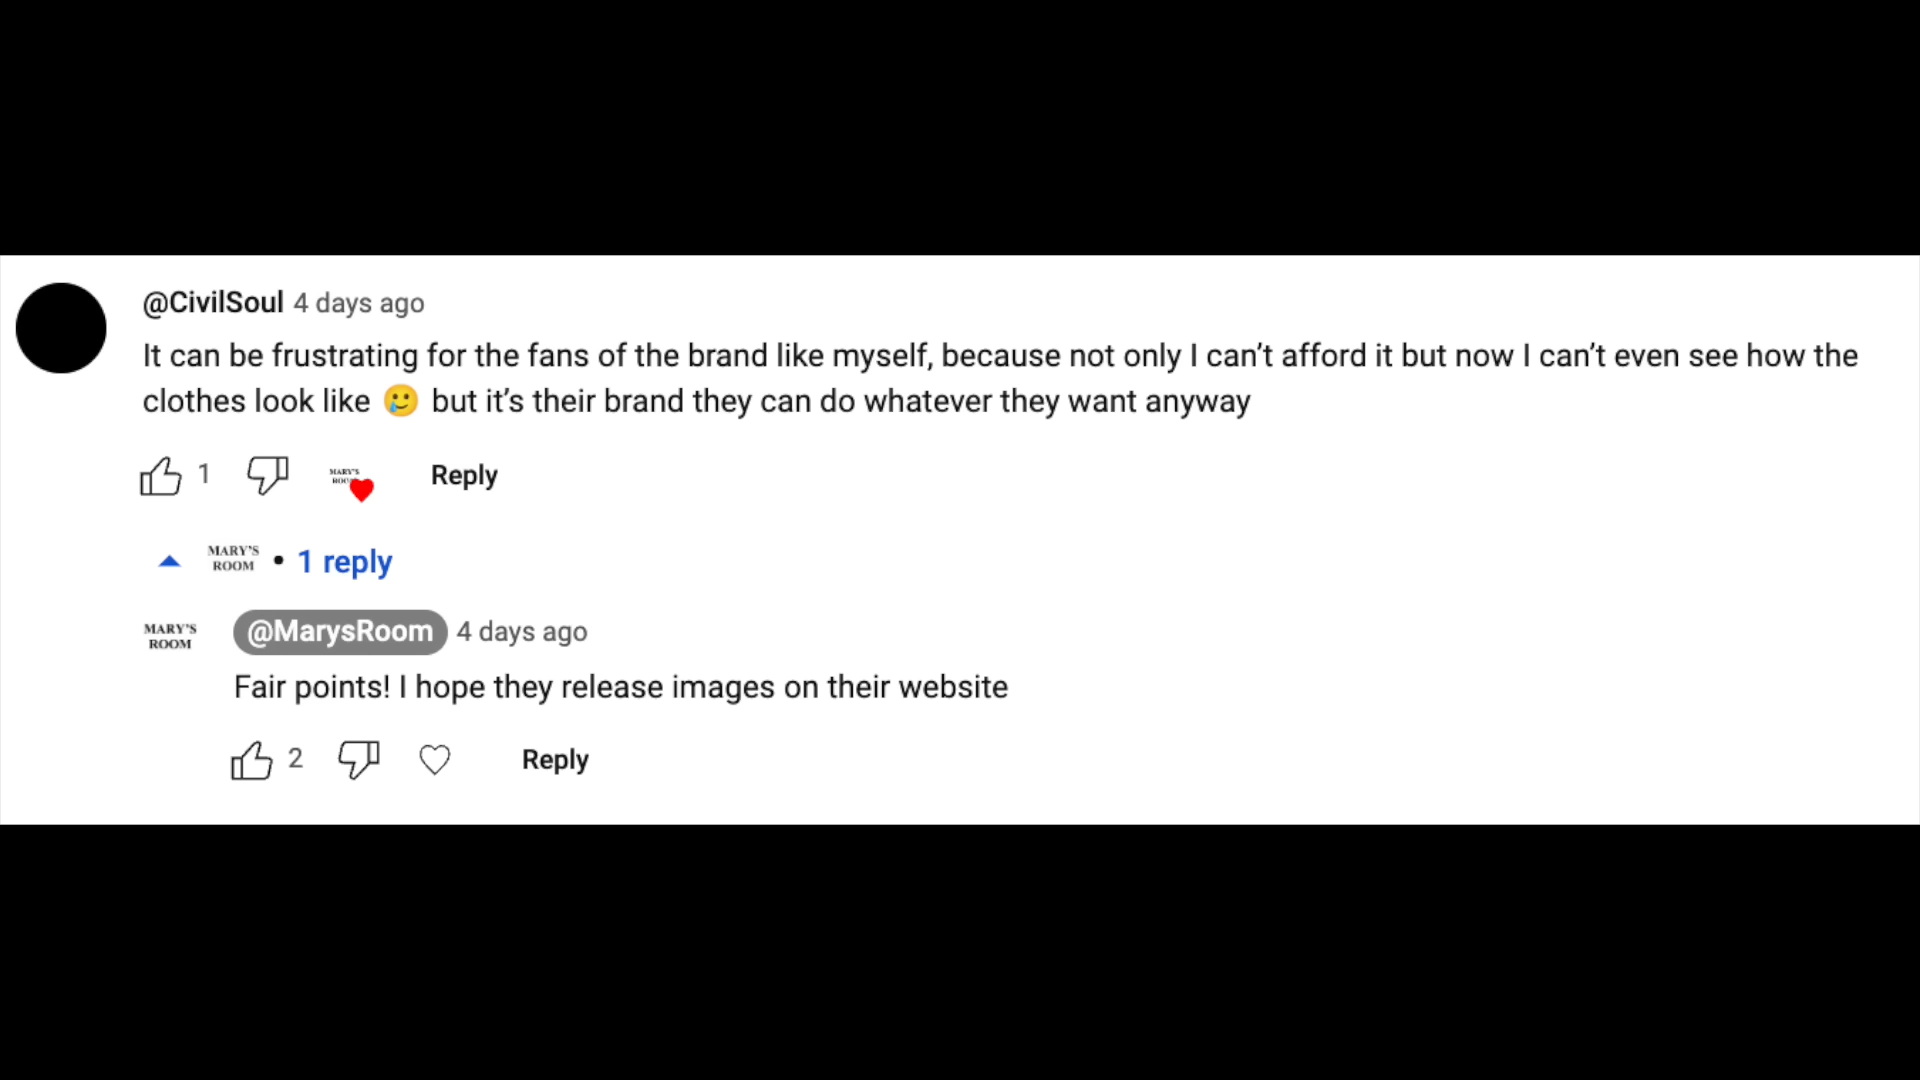 @CivilSoul 4 days ago
It can be frustrating for the fans of the brand like myself, because not only I can’t afford it but now I can’t even see how the
clothes look like 🥲 but it’s their brand they can do whatever they want anyway
1 MARY'S Reply
MARY'S
ROOM • 1 reply
MARY'S
ROOM
@MarysRoom 4 days ago
Fair points! I hope they release images on their website
2 Reply